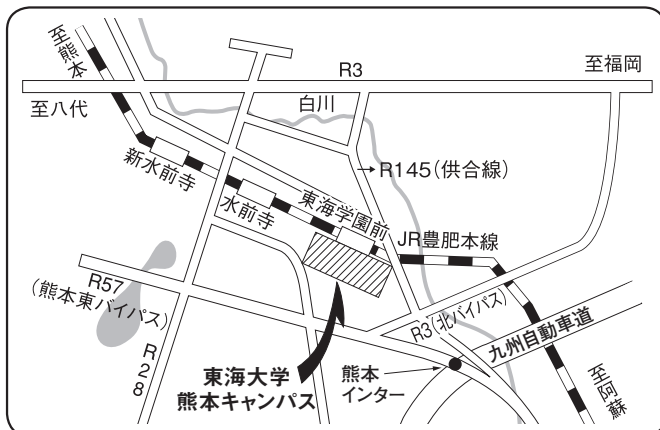 至熊本
R3
至福岡
至八代
白川
R145(供合線)
新水前寺
水前寺
東海学園前
JR豊肥本線
R57
(熊本東バイパス)
R3(北バイパス)
九州自動車道
R28
東海大学
熊本キャンパス
熊本
インター
至阿蘇